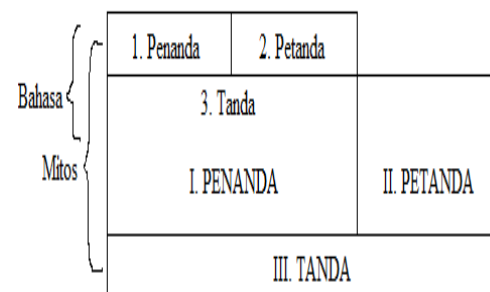 1. Penanda 2. Petanda
Bahasa
3. Tanda
Mitos
I. PENANDA II. PETANDA
III. TANDA